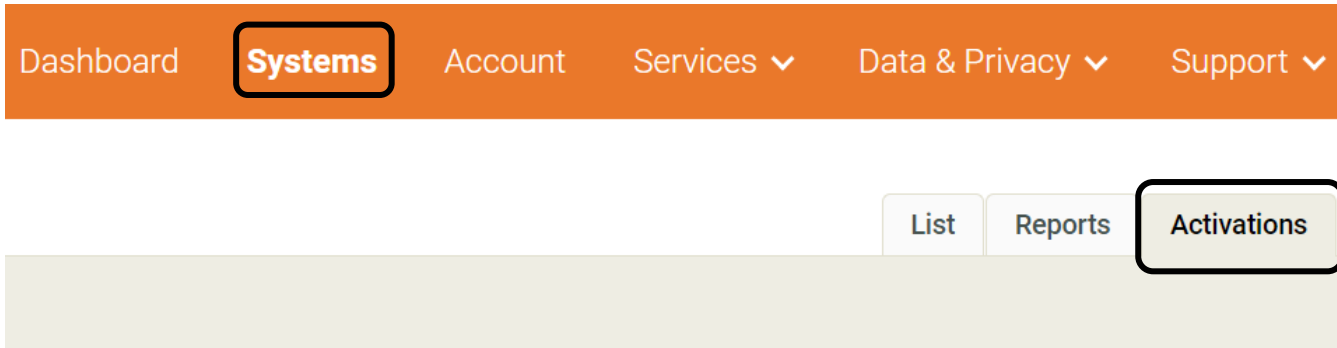 Dashboard Systems Account Services Data & Privacy Support
List Reports Activations